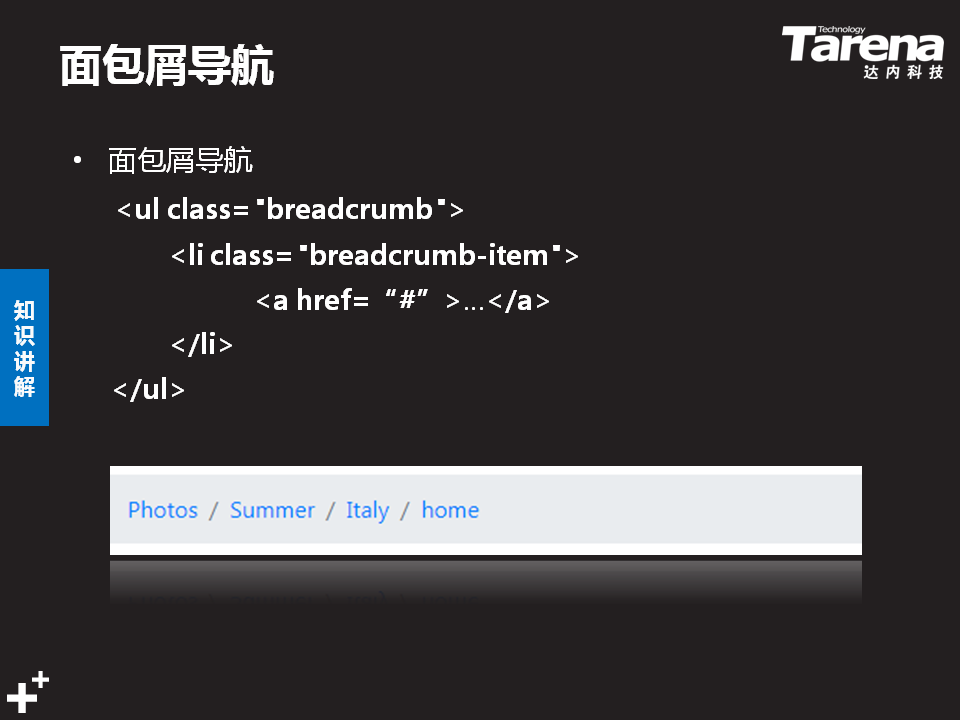 面包屑导航
Technology
Tarena
达内科技
• 面包屑导航
<ul class="breadcrumb">
<li class="breadcrumb-item">
<a href=“#”>...</a>
</li>
</ul>
知识讲解
Photos / Summer / Italy / home